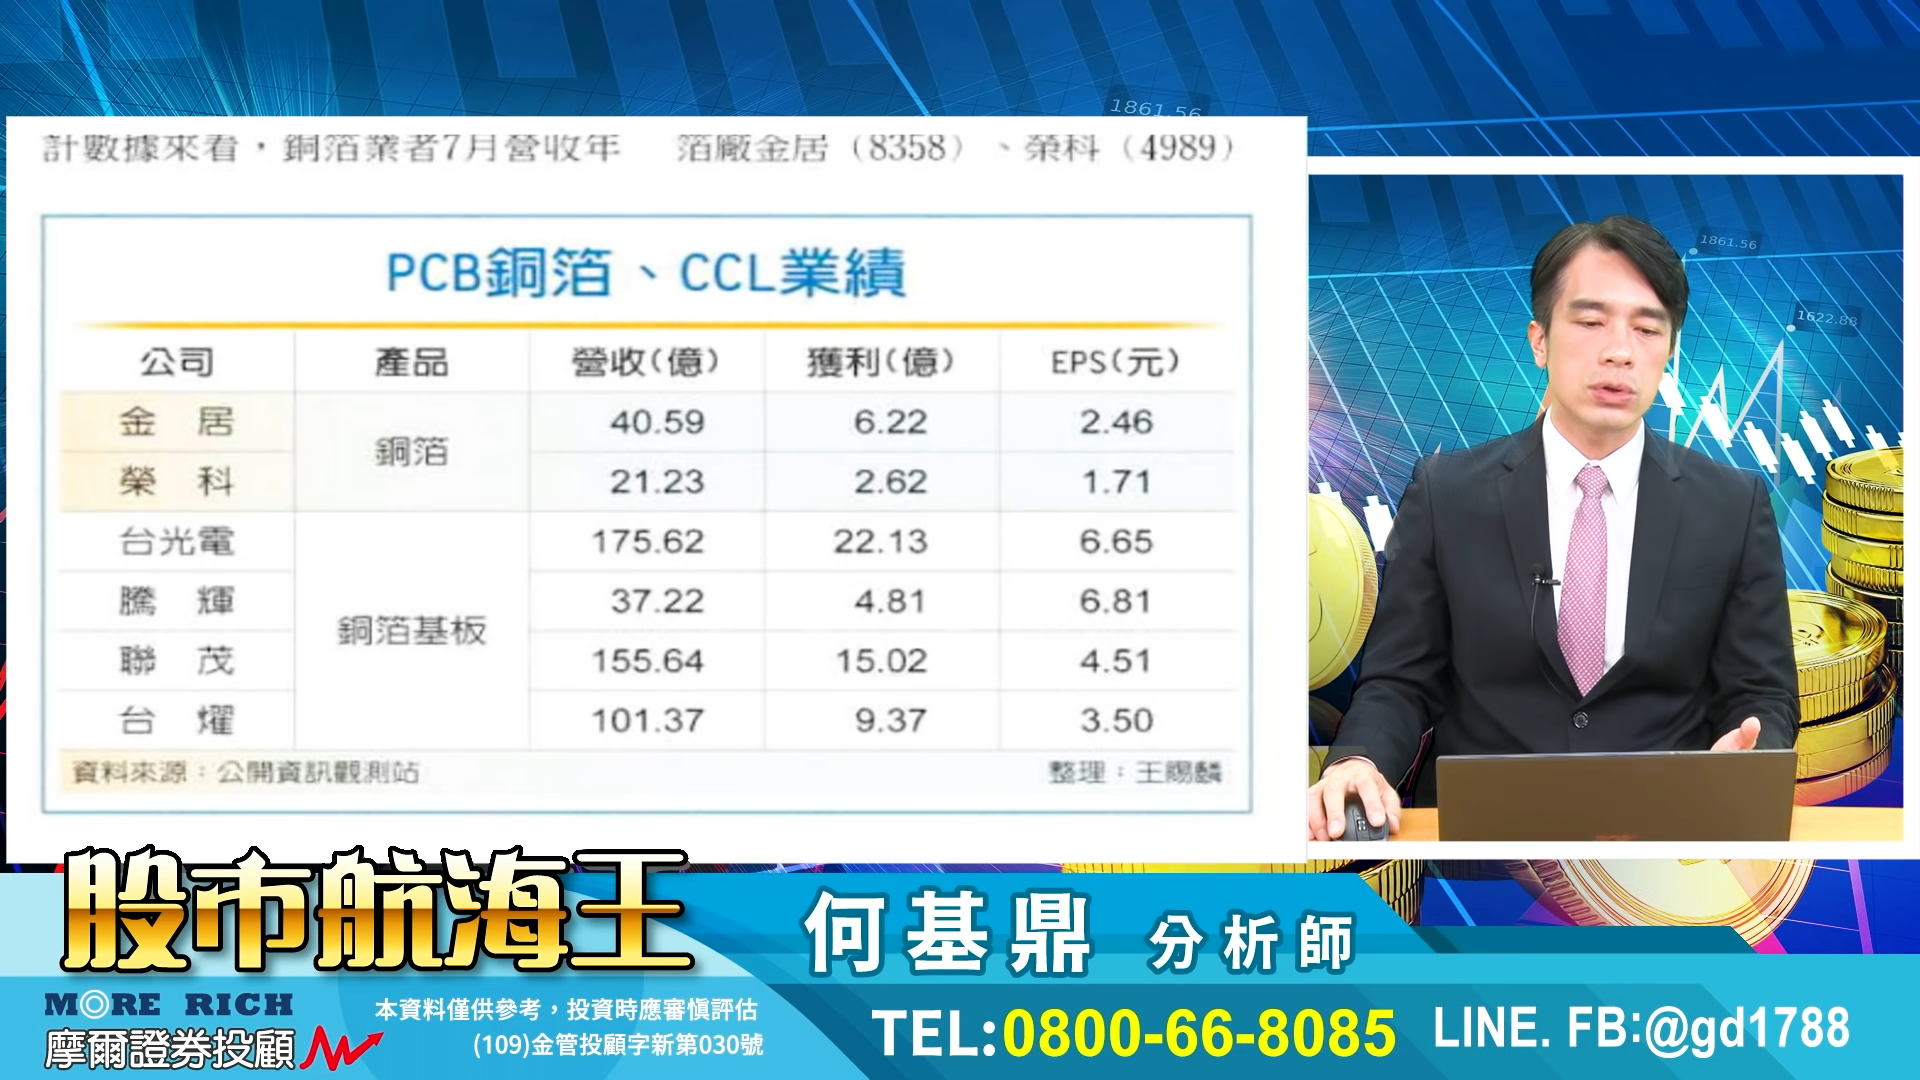 1861.56
計數據來看，銅箔業者7月營收年 箔廠金居（8358）、榮科（4989）
PCB銅箔、CCL業績
公司 產品 營收(億) 獲利(億) EPS(元)
金居 銅箔 40.59 6.22 2.46
榮科 21.23 2.62 1.71
台光電 銅箔基板 175.62 22.13 6.65
騰輝 37.22 4.81 6.81
聯茂 155.64 15.02 4.51
台燿 101.37 9.37 3.50
資料來源：公開資訊觀測站 整理：王賜麟
1861.56
1622.88
股市航海王
何基鼎 分析師
MORE RICH
摩爾證券投顧
本資料僅供參考，投資時應審慎評估
(109)金管投顧字新第030號
TEL:0800-66-8085
LINE. FB:@gd1788